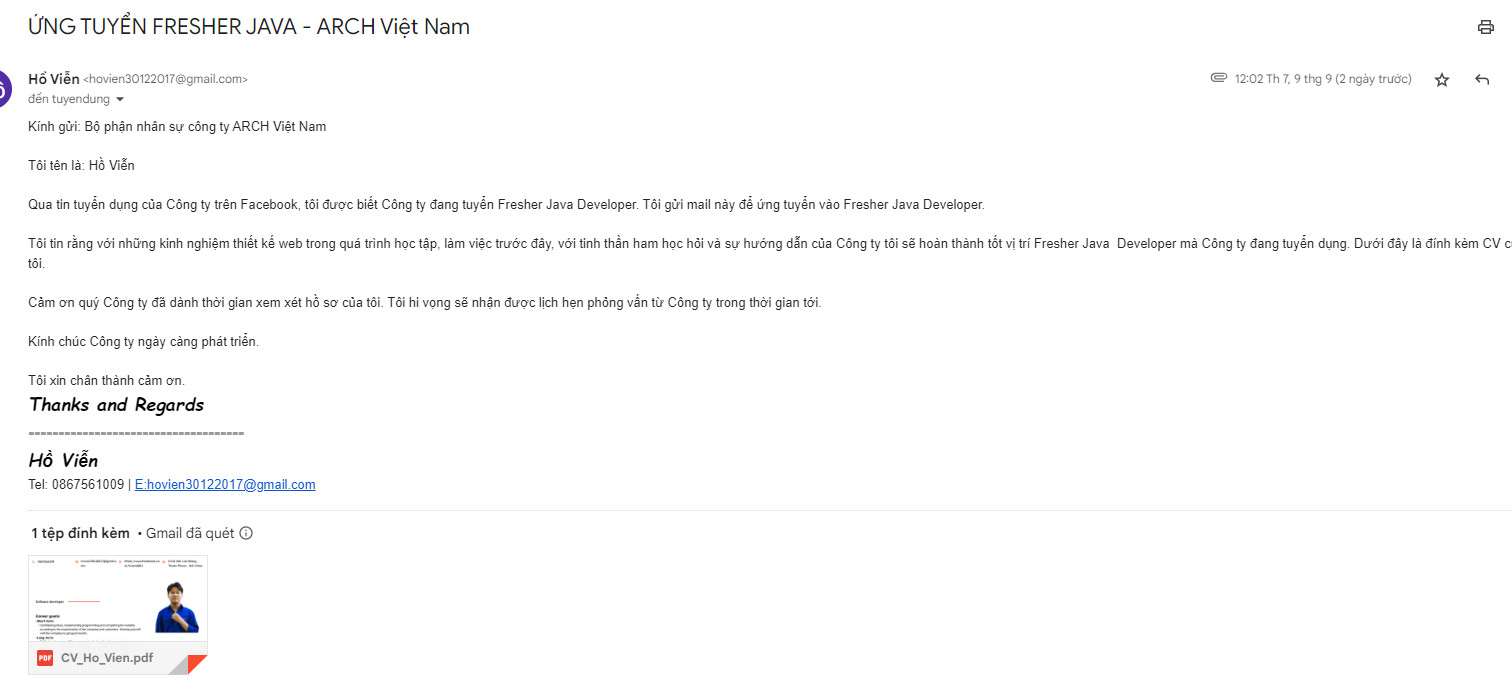 ỨNG TUYỂN FRESHER JAVA - ARCH Việt Nam
Hồ Viễn <hovien30122017@gmail.com>
12:02 Th 7, 9 thg 9 (2 ngày trước)
đến tuyendung
Kính gửi: Bộ phận nhân sự công ty ARCH Việt Nam
Tôi tên là: Hồ Viễn
Qua tin tuyển dụng của Công ty trên Facebook, tôi được biết Công ty đang tuyển Fresher Java Developer. Tôi gửi mail này để ứng tuyển vào Fresher Java Developer.
Tôi tin rằng với những kinh nghiệm thiết kế web trong quá trình học tập, làm việc trước đây, với tinh thần ham học hỏi và sự hướng dẫn của Công ty tôi sẽ hoàn thành tốt vị trí Fresher Java Developer mà Công ty đang tuyển dụng. Dưới đây là đính kèm CV
tôi.
Cảm ơn quý Công ty đã dành thời gian xem xét hồ sơ của tôi. Tôi hi vọng sẽ nhận được lịch hẹn phỏng vấn từ Công ty trong thời gian tới.
Kính chúc Công ty ngày càng phát triển.
Tôi xin chân thành cảm ơn.
Thanks and Regards
====================================
Hồ Viễn
Tel: 0867561009 | E:hovien30122017@gmail.com
1 tệp đính kèm • Gmail đã quét
Software developer
Career goals
PDF CV_Ho_Vien.pdf